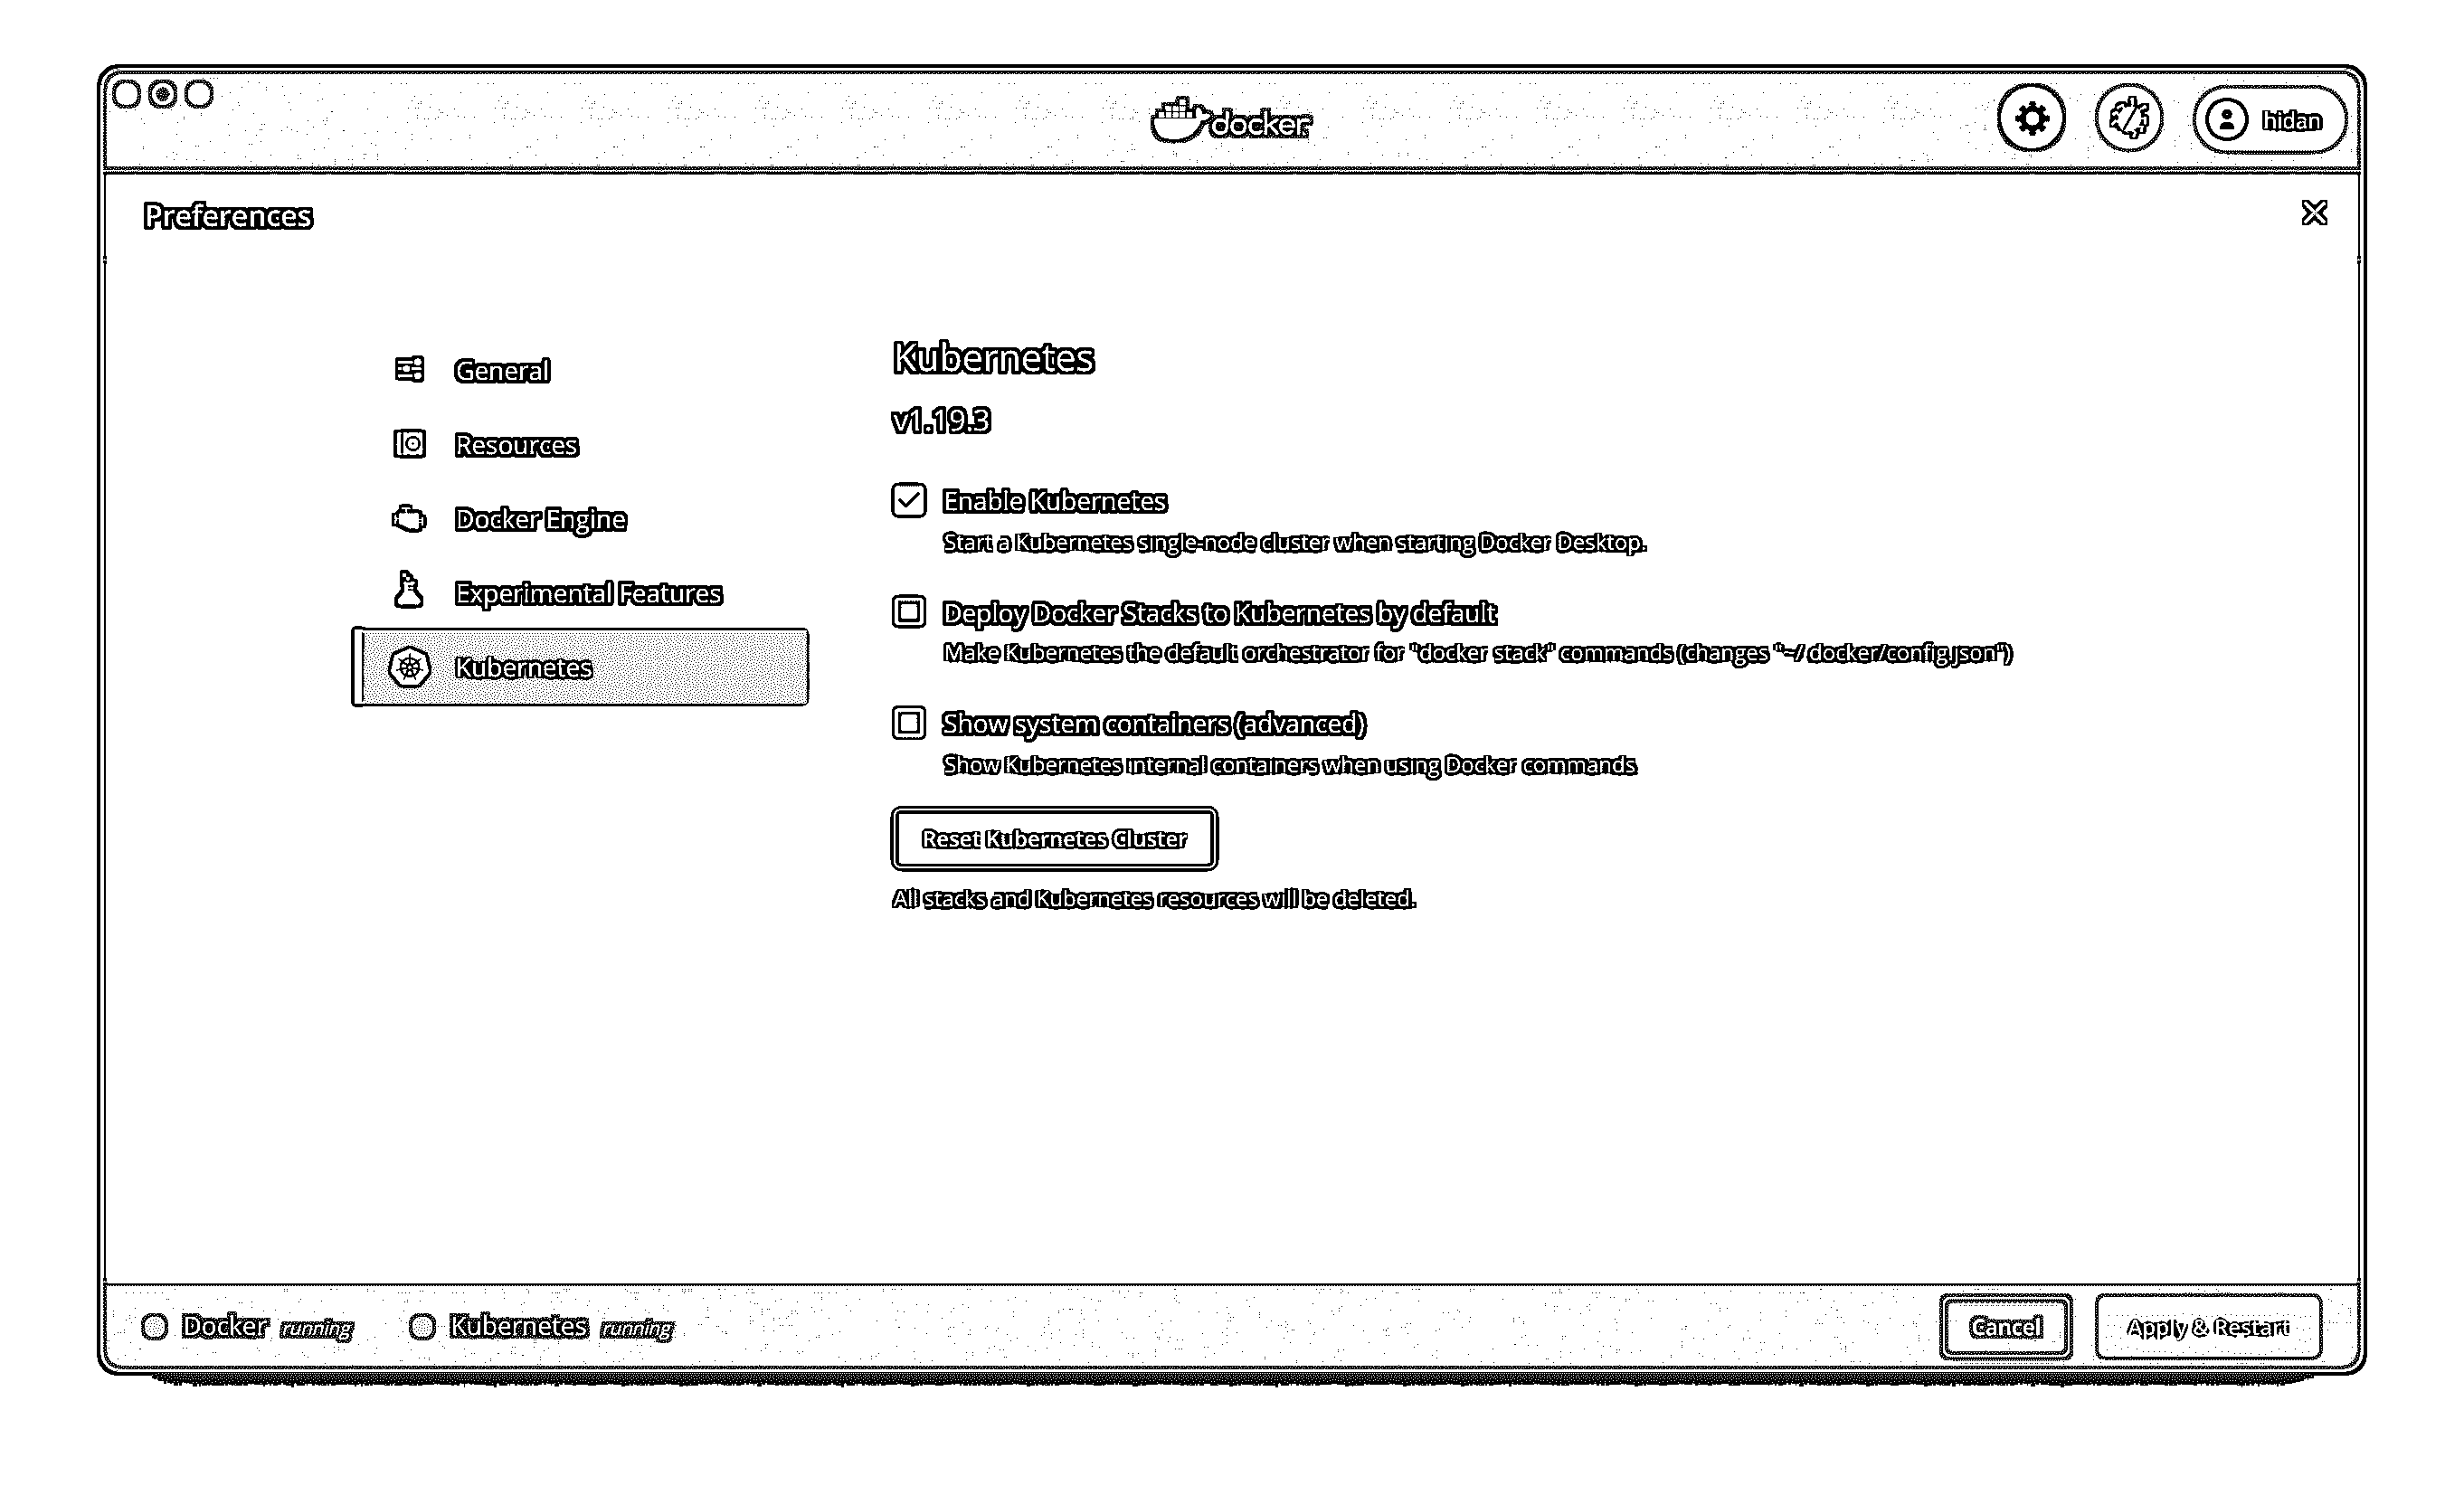 docker
hidan
Preferences
General
Resources
Docker Engine
Experimental Features
Kubernetes
Kubernetes
v1.19.3
Enable Kubernetes
Start a Kubernetes single-node cluster when starting Docker Desktop.
Deploy Docker Stacks to Kubernetes by default
Make Kubernetes the default orchestrator for "docker stack" commands (changes "~/.docker/config.json")
Show system containers (advanced)
Show Kubernetes internal containers when using Docker commands.
Reset Kubernetes Cluster
All stacks and Kubernetes resources will be deleted.
Docker running
Kubernetes running
Cancel
Apply & Restart